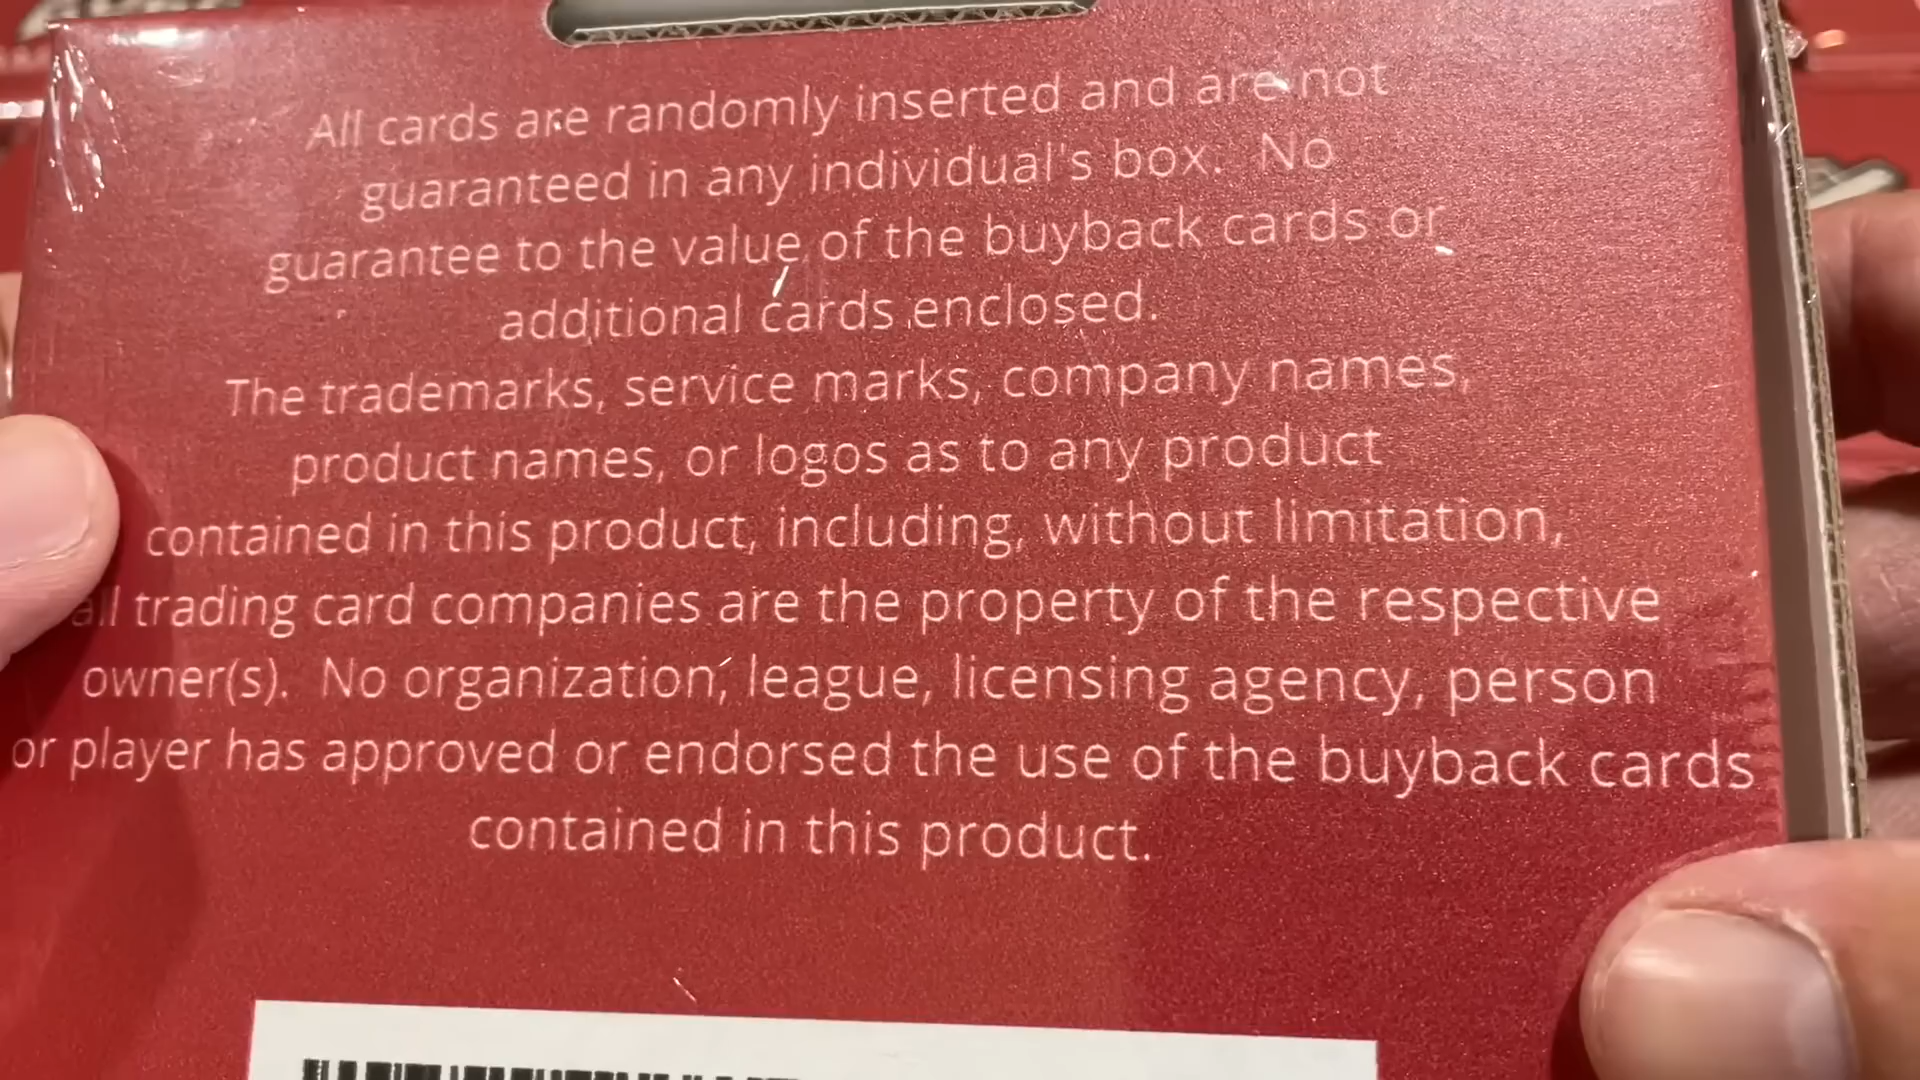 All cards are randomly inserted and are not
guaranteed in any individual's box.  No
guarantee to the value of the buyback cards or
additional cards enclosed.
The trademarks, service marks, company names,
product names, or logos as to any product
contained in this product, including, without limitation,
all trading card companies are the property of the respective
owner(s).  No organization, league, licensing agency, person
or player has approved or endorsed the use of the buyback cards
contained in this product.